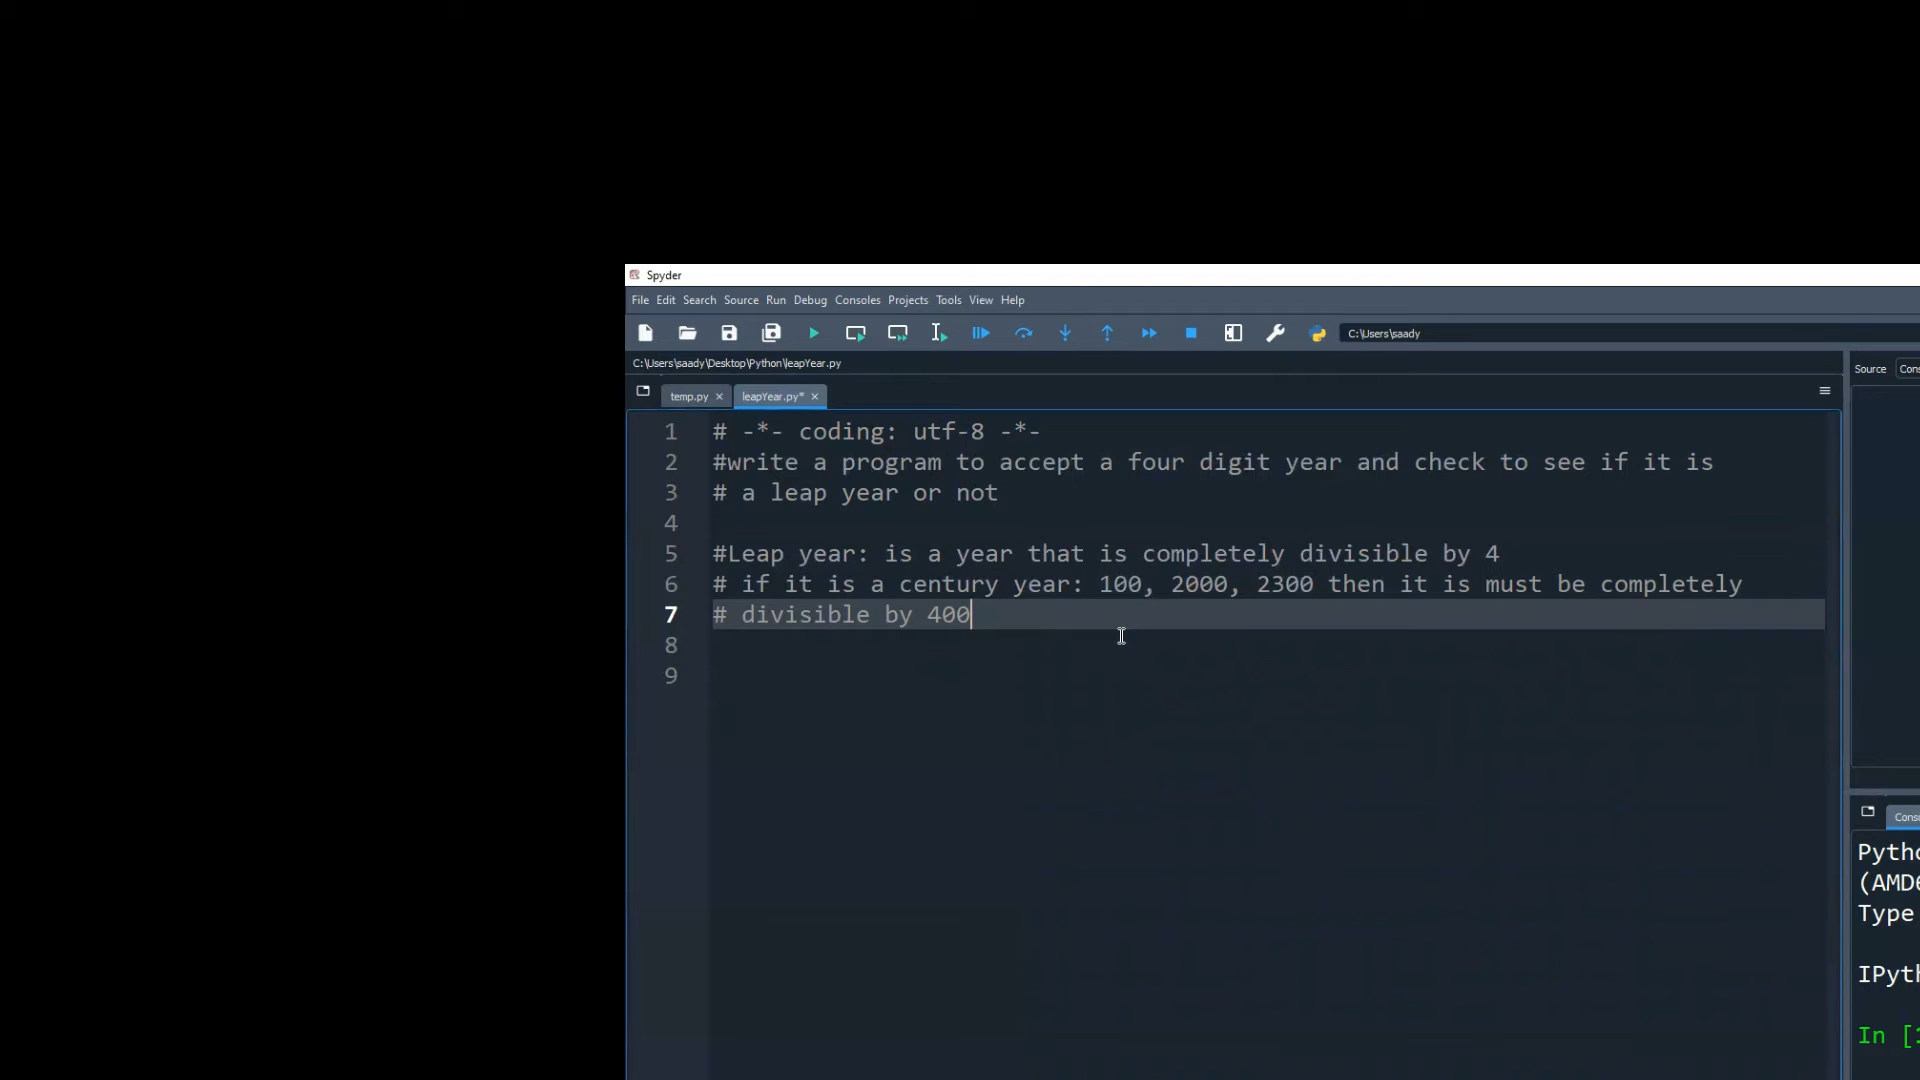 Spyder
File Edit Search Source Run Debug Consoles Projects Tools View Help
C:\Users\saady
C:\Users\saady\Desktop\Python\leapYear.py
Source
temp.py
leapYear.py*
1 # -*- coding: utf-8 -*-
2 #write a program to accept a four digit year and check to see if it is
3 # a leap year or not
4
5 #Leap year: is a year that is completely divisible by 4
6 # if it is a century year: 100, 2000, 2300 then it is must be completely
7 # divisible by 400
8
9
Type
In [